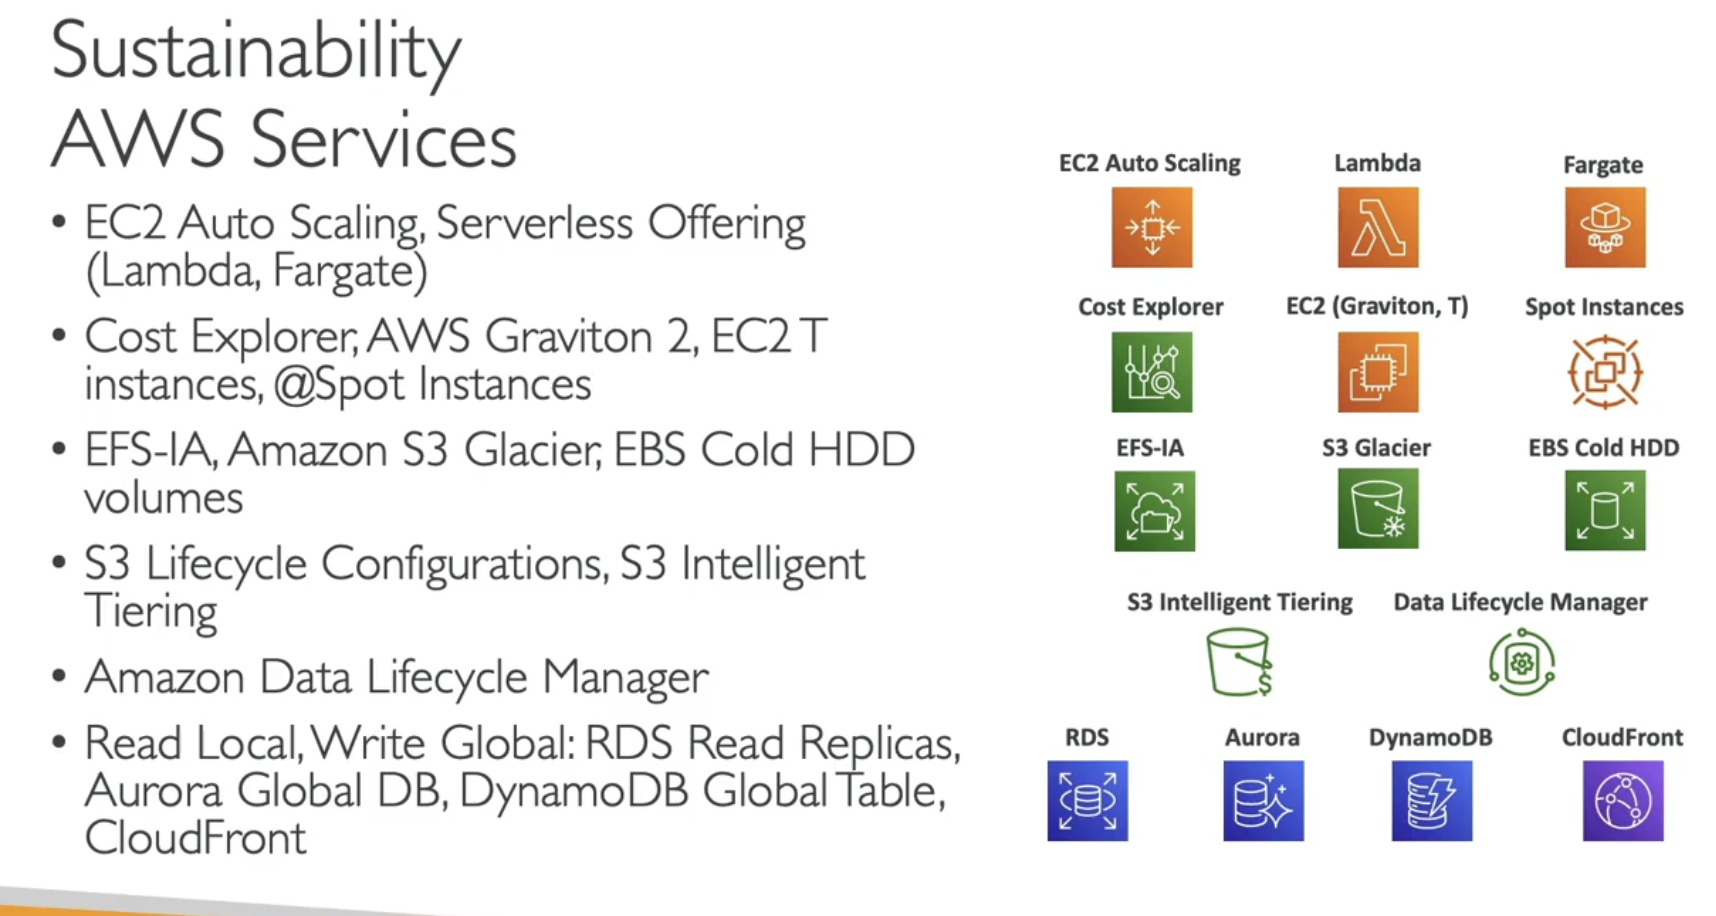 Sustainability
AWS Services
• EC2 Auto Scaling, Serverless Offering
(Lambda, Fargate)
• Cost Explorer, AWS Graviton 2, EC2 T
instances, @Spot Instances
• EFS-IA, Amazon S3 Glacier, EBS Cold HDD
volumes
• S3 Lifecycle Configurations, S3 Intelligent
Tiering
• Amazon Data Lifecycle Manager
• Read Local, Write Global: RDS Read Replicas,
Aurora Global DB, DynamoDB Global Table,
CloudFront
EC2 Auto Scaling Lambda Fargate
Cost Explorer EC2 (Graviton, T) Spot Instances
EFS-IA S3 Glacier EBS Cold HDD
S3 Intelligent Tiering Data Lifecycle Manager
RDS Aurora DynamoDB CloudFront